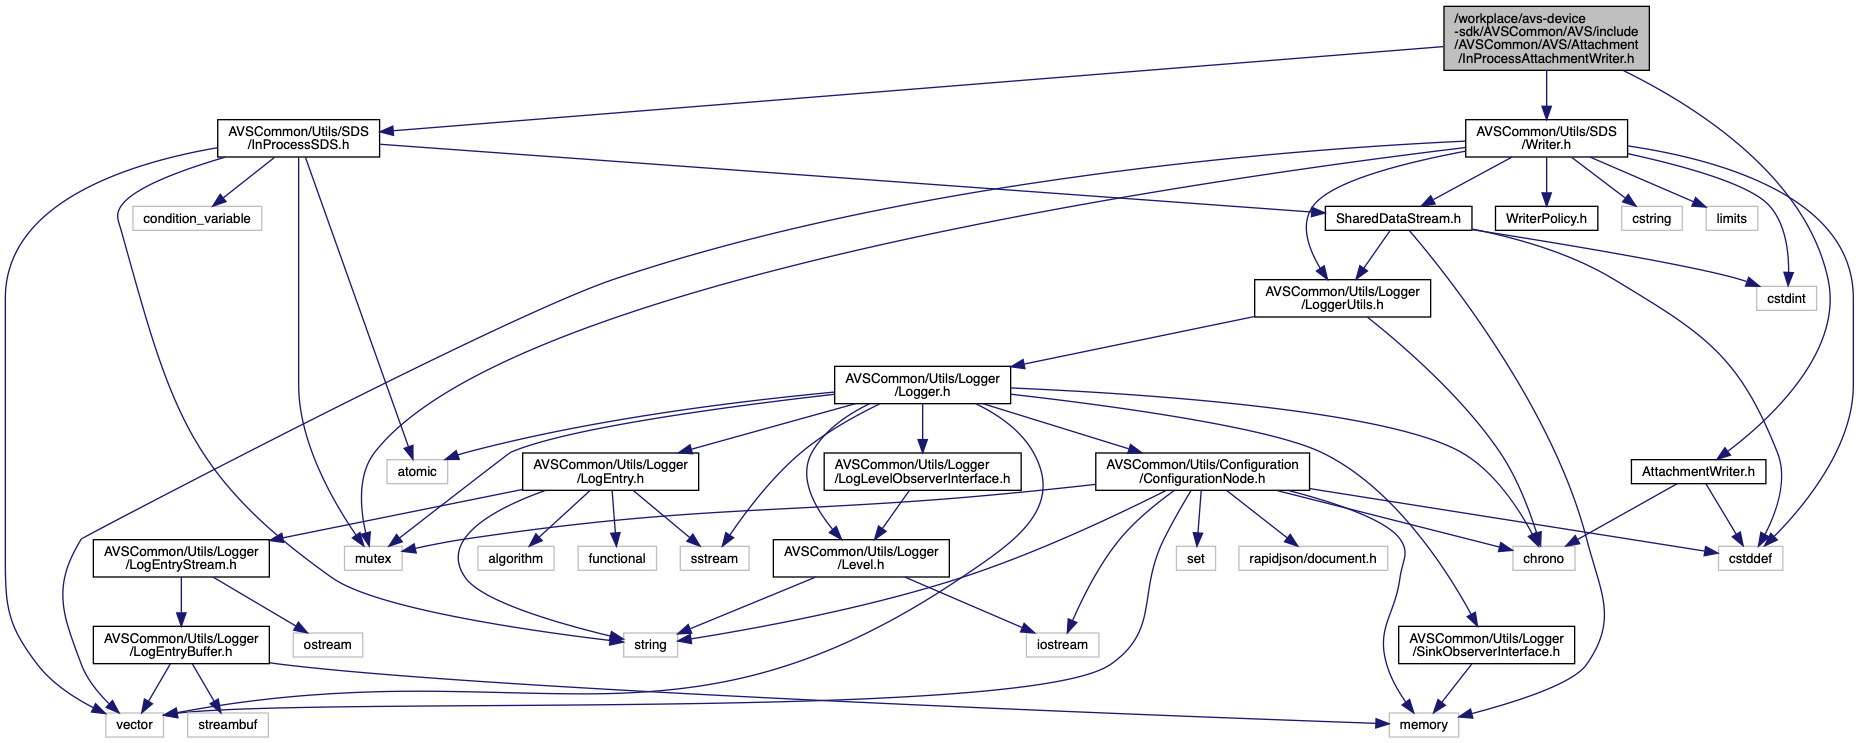 /workplace/avs-device
-sdk/AVSCommon/AVS/include
/AVSCommon/AVS/Attachment
/InProcessAttachmentWriter.h
AVSCommon/Utils/SDS
/InProcessSDS.h
AVSCommon/Utils/SDS
/Writer.h
condition_variable
SharedDataStream.h
WriterPolicy.h
cstring
limits
AVSCommon/Utils/Logger
/LoggerUtils.h
cstdint
AVSCommon/Utils/Logger
/Logger.h
atomic
AVSCommon/Utils/Logger
/LogEntry.h
AVSCommon/Utils/Logger
/LogLevelObserverInterface.h
AVSCommon/Utils/Configuration
/ConfigurationNode.h
AttachmentWriter.h
AVSCommon/Utils/Logger
/LogEntryStream.h
mutex
algorithm
functional
sstream
AVSCommon/Utils/Logger
/Level.h
set
rapidjson/document.h
chrono
cstddef
AVSCommon/Utils/Logger
/LogEntryBuffer.h
ostream
string
iostream
AVSCommon/Utils/Logger
/SinkObserverInterface.h
vector
streambuf
memory